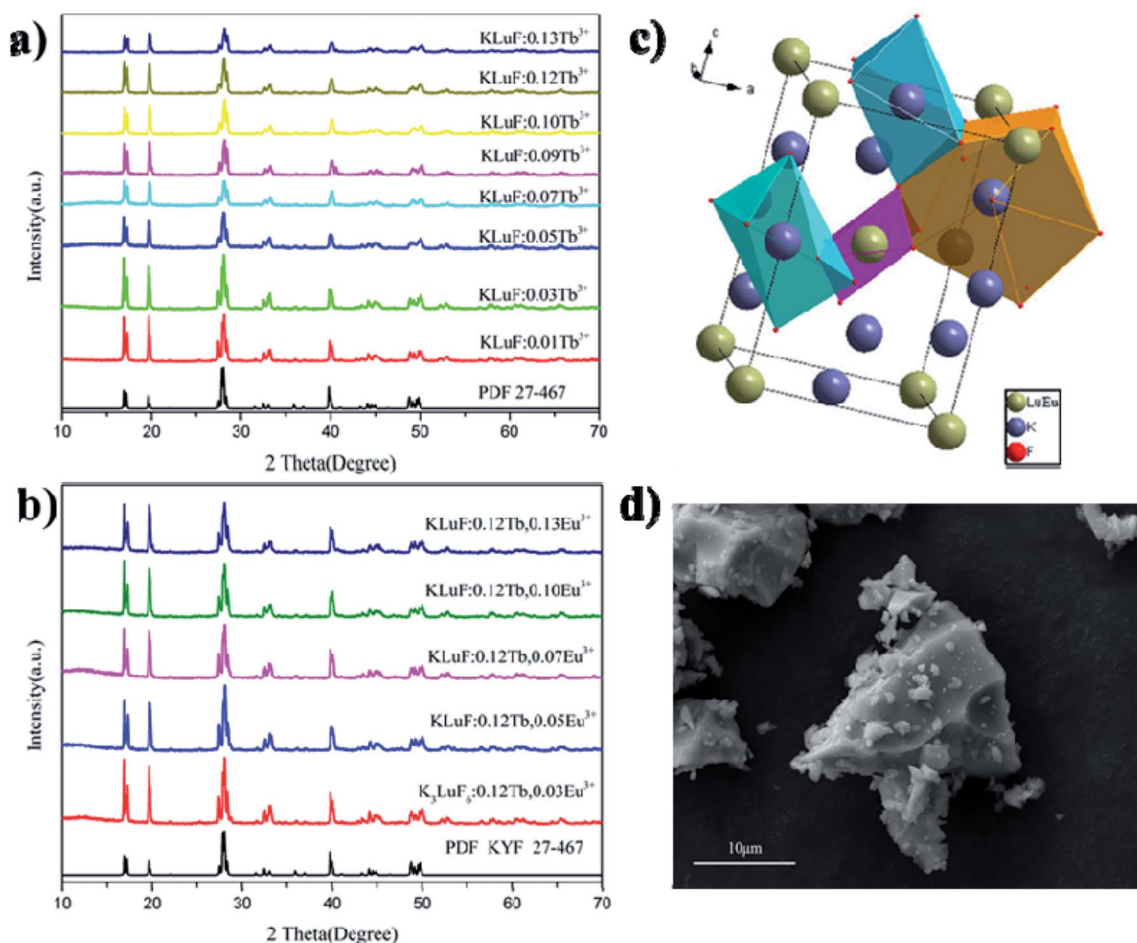 a)
Intensity(a.u.)
KLuF:0.13Tb³⁺
KLuF:0.12Tb³⁺
KLuF:0.10Tb³⁺
KLuF:0.09Tb³⁺
KLuF:0.07Tb³⁺
KLuF:0.05Tb³⁺
KLuF:0.03Tb³⁺
KLuF:0.01Tb³⁺
PDF 27-467
10 20 30 40 50 60 70
2 Theta(Degree)
c)
c
a
LuEu
K
F
b)
Intensity(a.u.)
KLuF:0.12Tb,0.13Eu³⁺
KLuF:0.12Tb,0.10Eu³⁺
KLuF:0.12Tb,0.07Eu³⁺
KLuF:0.12Tb,0.05Eu³⁺
K₃LuF₆:0.12Tb,0.03Eu³⁺
PDF KYF 27-467
10 20 30 40 50 60 70
2 Theta(Degree)
d)
10μm